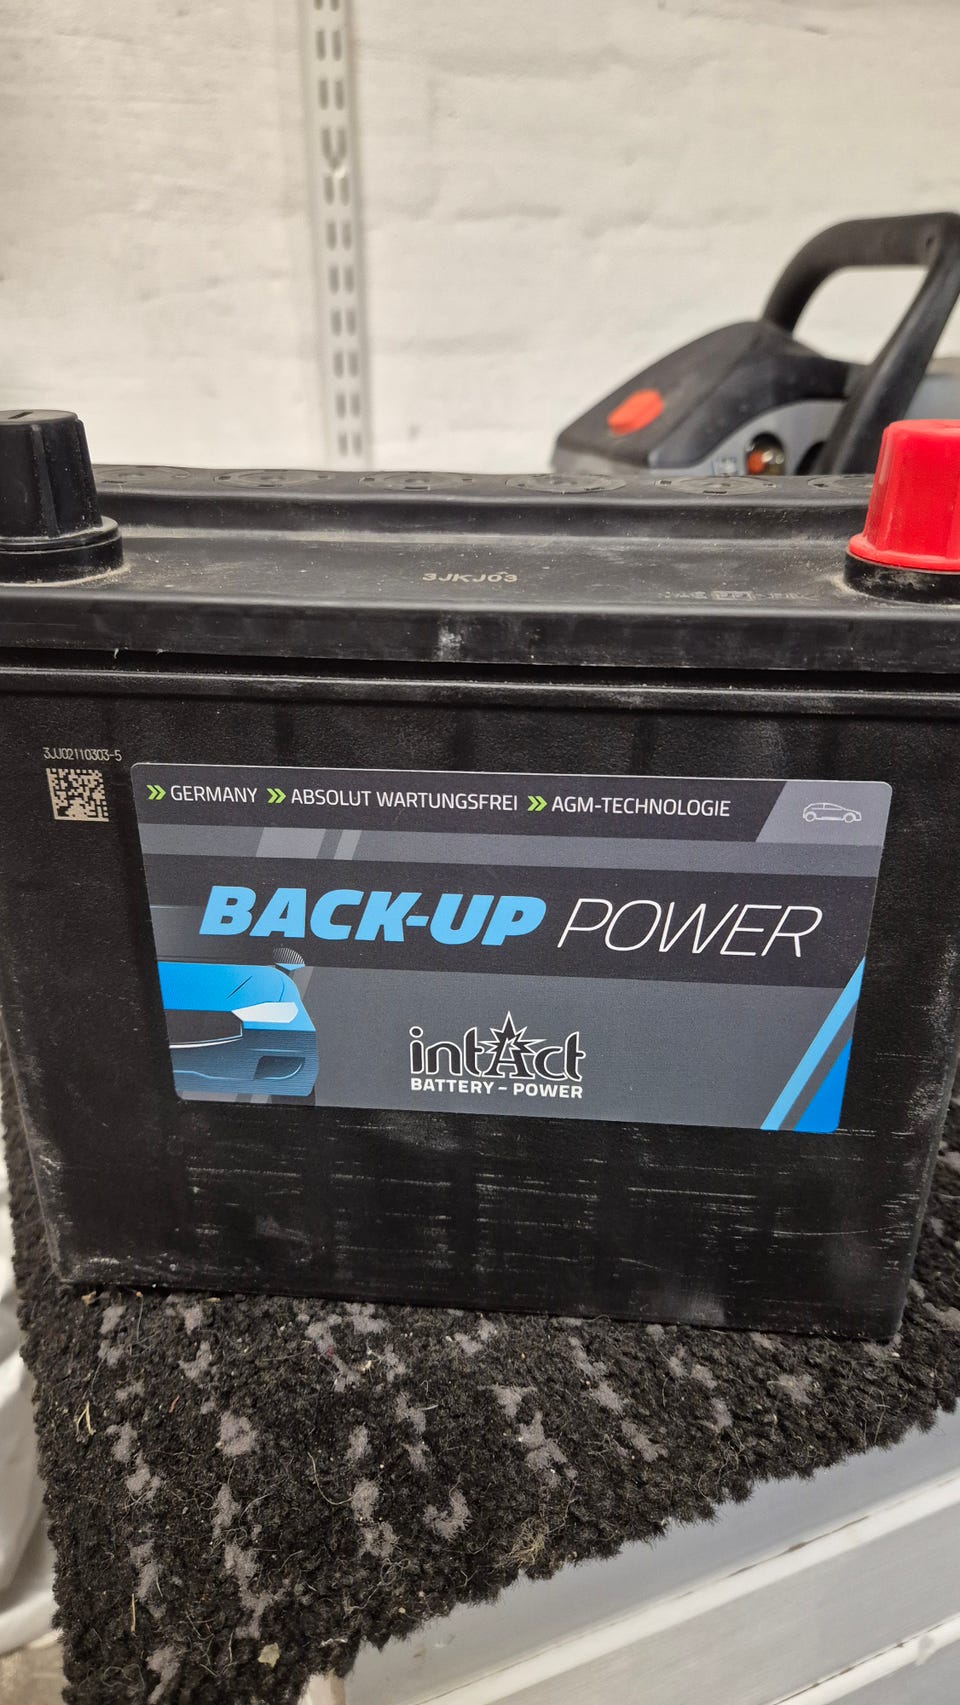 3JKJ03
3JJ02110303-5
GERMANY ABSOLUT WARTUNGSFREI AGM-TECHNOLOGIE
BACK-UP POWER
intAct
BATTERY - POWER